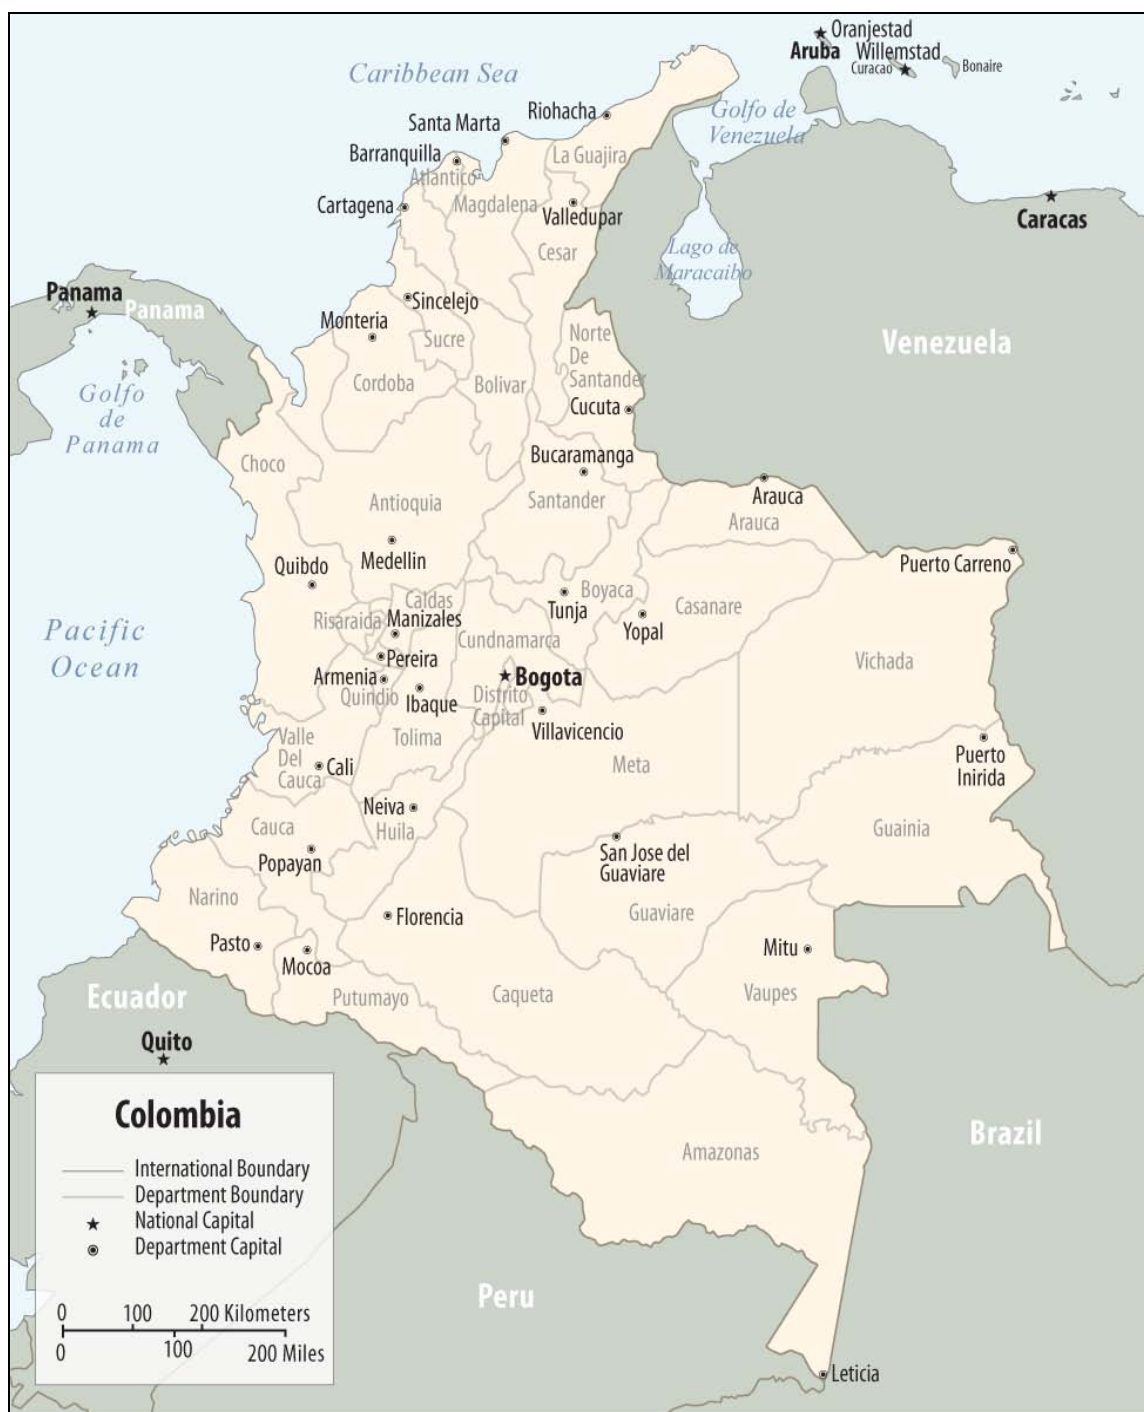 Oranjestad
Aruba
Willemstad
Curacao
Bonaire
Caribbean Sea
Golfo de
Venezuela
Riohacha
Santa Marta
La Guajira
Barranquilla
Atlantico
Magdalena
Cartagena
Valledupar
Caracas
Cesar
Lago de
Maracaibo
Panama
Panama
Sincelejo
Monteria
Sucre
Norte
De
Santander
Venezuela
Cordoba
Bolivar
Golfo
de
Panama
Cucuta
Choco
Bucaramanga
Santander
Antioquia
Arauca
Arauca
Medellin
Quibdo
Puerto Carreno
Boyaca
Tunja
Casanare
Caldas
Risaraida
Manizales
Yopal
Cundnamarca
Pacific
Ocean
Pereira
Vichada
Armenia
Quindio
Ibaque
Bogota
Distrito
Capital
Villavicencio
Tolima
Valle
Del
Cauca
Cali
Meta
Puerto
Inirida
Neiva
Huila
Cauca
Popayan
Guainia
San Jose del
Guaviare
Guaviare
Narino
Florencia
Pasto
Mocoa
Mitu
Vaupes
Ecuador
Putumayo
Caqueta
Quito
Colombia
International Boundary
Department Boundary
National Capital
Department Capital
0 100 200 Kilometers
0 100 200 Miles
Amazonas
Brazil
Peru
Leticia